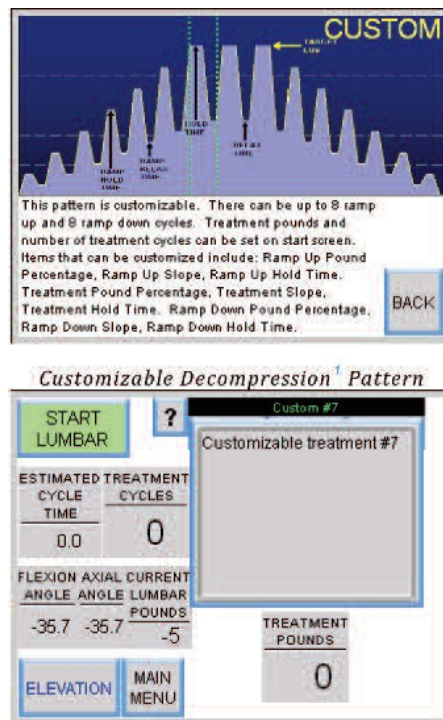 CUSTOM
TARGET
HOLD
TIME
RAMP
HOLD
TIME
RAMP
RELAX
TIME
RELAX
TIME
This pattern is customizable. There can be up to 8 ramp
up and 8 ramp down cycles. Treatment pounds and
number of treatment cycles can be set on start screen.
Items that can be customized include: Ramp Up Pound
Percentage, Ramp Up Slope, Ramp Up Hold Time.
Treatment Pound Percentage, Treatment Slope,
Treatment Hold Time. Ramp Down Pound Percentage,
Ramp Down Slope, Ramp Down Hold Time.
BACK
Customizable Decompression¹ Pattern
START
LUMBAR
?
Custom #7
Customizable treatment #7
ESTIMATED
CYCLE
TIME
0.0
TREATMENT
CYCLES
0
FLEXION
ANGLE
-35.7
AXIAL
ANGLE
-35.7
CURRENT
LUMBAR
POUNDS
-5
TREATMENT
POUNDS
0
ELEVATION
MAIN
MENU